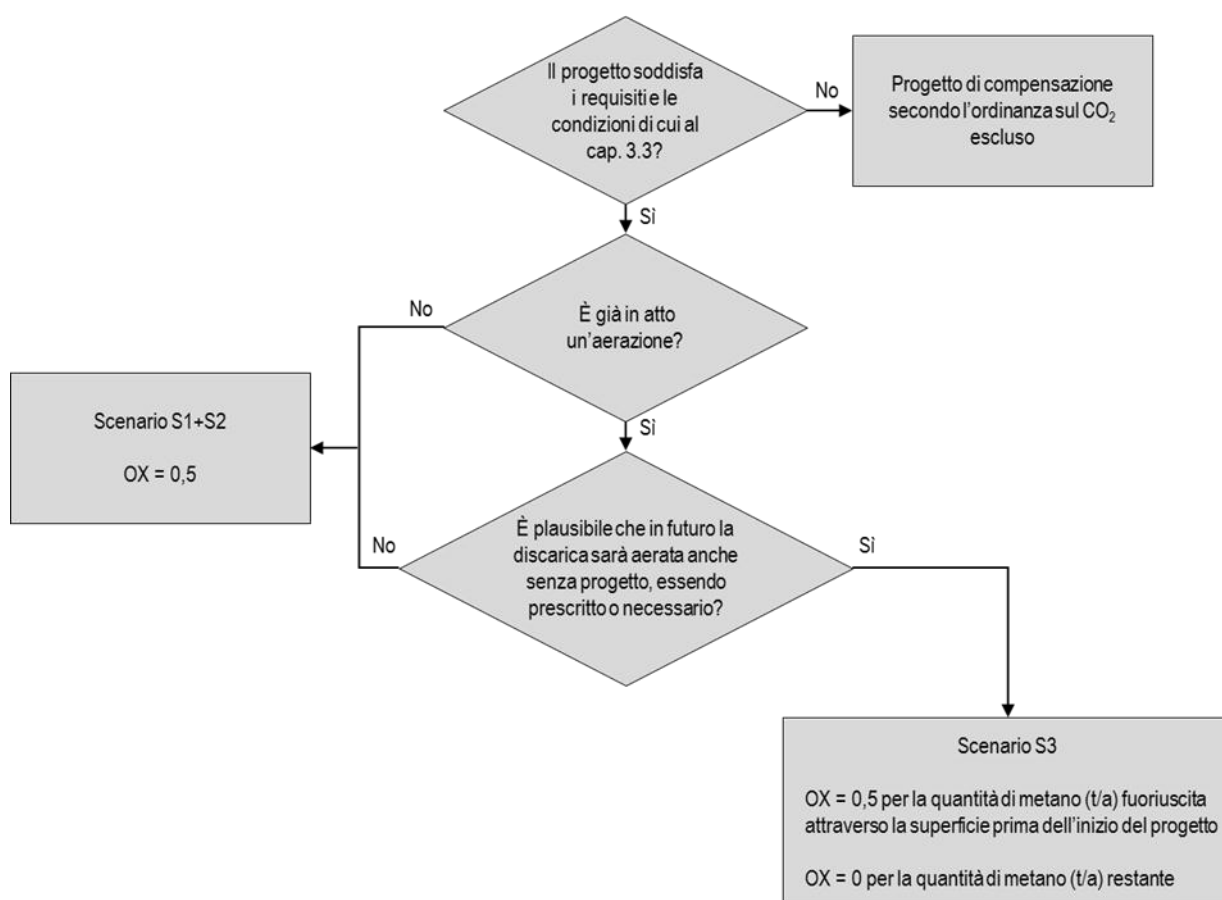 Il progetto soddisfa
i requisiti e le
condizioni di cui al
cap. 3.3?
No
Progetto di compensazione
secondo l'ordinanza sul CO₂
escluso
Sì
È già in atto
un'aerazione?
No
Sì
Scenario S1+S2
OX = 0,5
È plausibile che in futuro la
discarica sarà aerata anche
senza progetto, essendo
prescritto o necessario?
No
Sì
Scenario S3
OX = 0,5 per la quantità di metano (t/a) fuoriuscita
attraverso la superficie prima dell'inizio del progetto
OX = 0 per la quantità di metano (t/a) restante